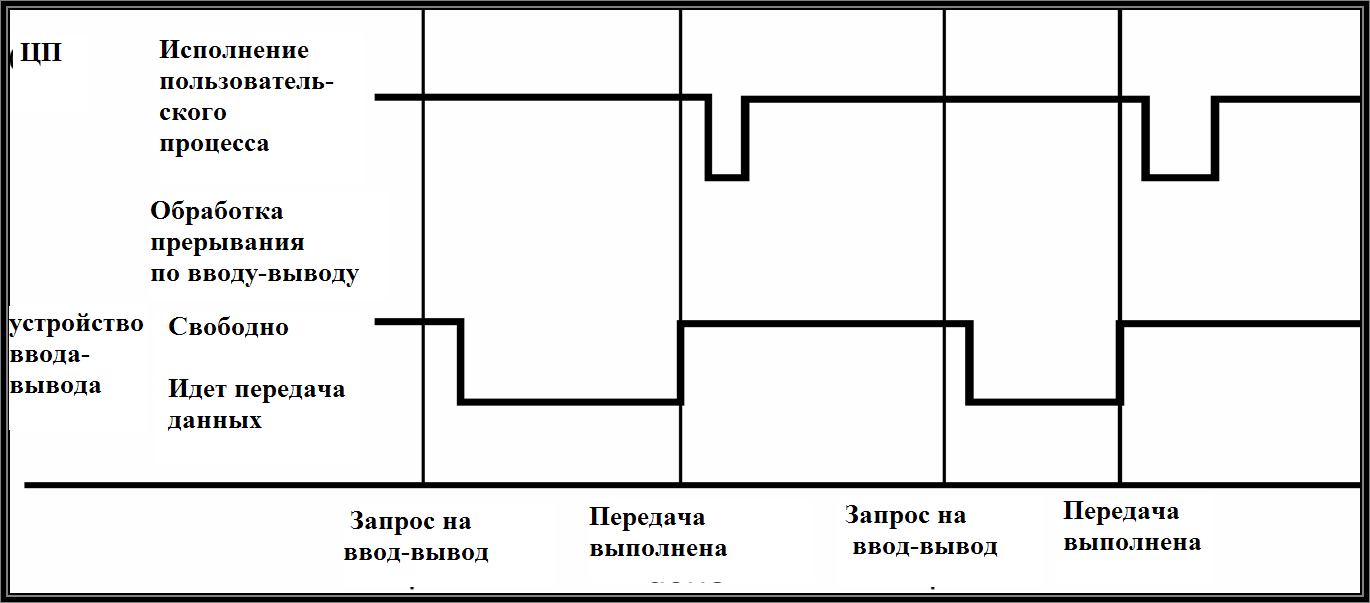 ЦП
Исполнение
пользователь-
ского
процесса
Обработка
прерывания
по вводу-выводу
устройство
ввода-
вывода
Свободно
Идет передача
данных
Запрос на
ввод-вывод
Передача
выполнена
Запрос на
ввод-вывод
Передача
выполнена